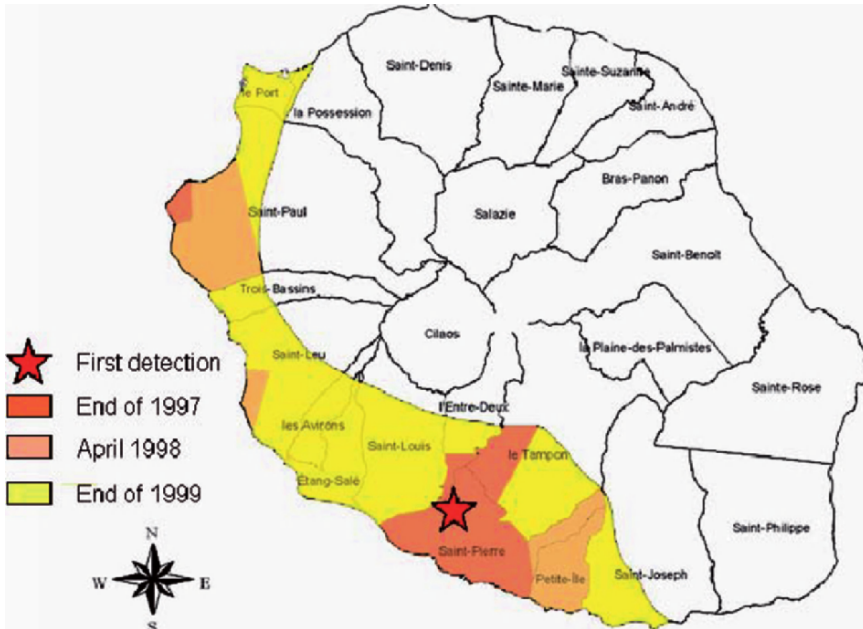 Saint-Denis
Sainte-Marie
Sainte-Suzanne
Saint-André
le Port
la Possession
Bras-Panon
Saint-Paul
Salazie
Saint-Benoît
Trois-Bassins
Cilaos
la Plaine-des-Palmistes
Saint-Leu
Sainte-Rose
l'Entre-Deux
les Avirons
Saint-Louis
le Tampon
Étang-Salé
Saint-Pierre
Petite-Île
Saint-Joseph
Saint-Philippe
First detection
End of 1997
April 1998
End of 1999
N
W E
S